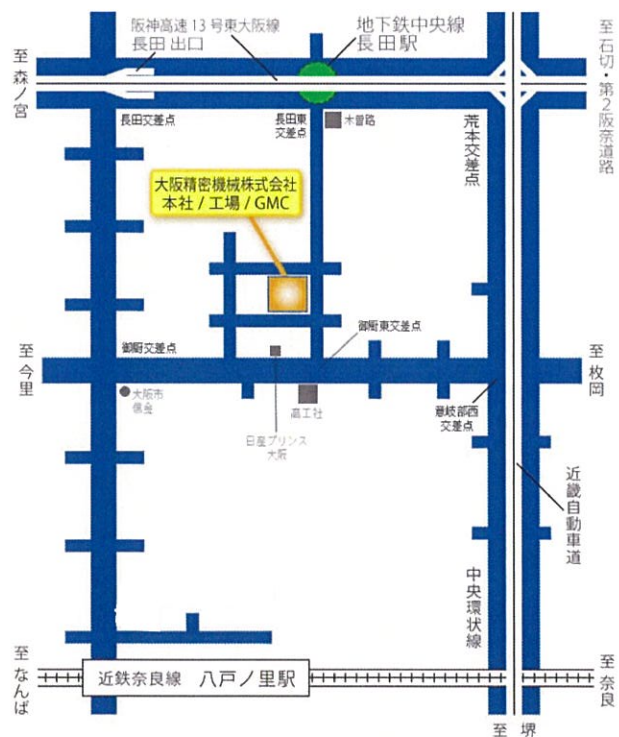 阪神高速13号東大阪線
長田出口
地下鉄中央線
長田駅
至森ノ宮
至石切・第2阪奈道路
長田交差点
長田東
交差点
木曽路
荒本交差点
大阪精密機械株式会社
本社 / 工場 / GMC
御厨交差点
御厨東交差点
至今里
至枚岡
大阪市
信金
高工社
意岐部西
交差点
日産プリンス
大阪
近畿自動車道
中央環状線
至なんば
近鉄奈良線 八戸ノ里駅
至奈良
至堺